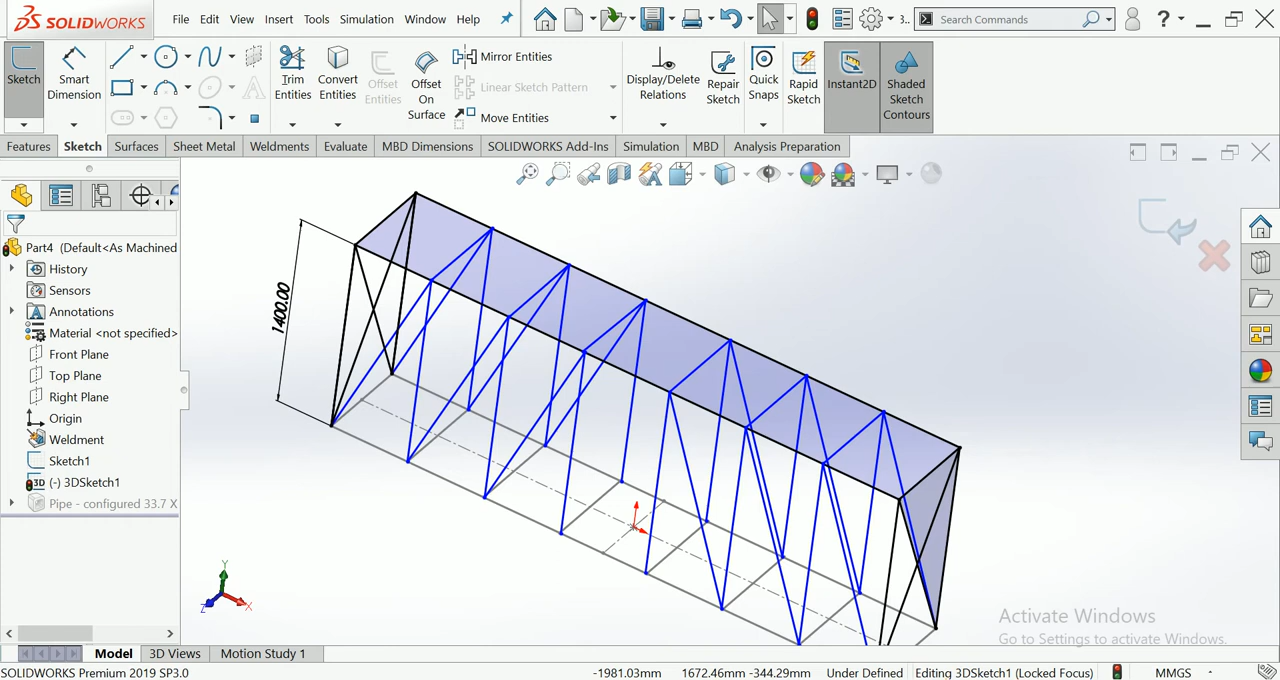 SOLIDWORKS File Edit View Insert Tools Simulation Window Help 3.. Search Commands ?
Sketch Smart Dimension Trim Entities Convert Entities Offset Entities Offset On Surface Mirror Entities Linear Sketch Pattern Move Entities Display/Delete Relations Repair Sketch Quick Snaps Rapid Sketch Instant2D Shaded Sketch Contours
Features Sketch Surfaces Sheet Metal Weldments Evaluate MBD Dimensions SOLIDWORKS Add-Ins Simulation MBD Analysis Preparation
Part4 (Default<As Machined
History
Sensors
Annotations
Material <not specified>
Front Plane
Top Plane
Right Plane
Origin
Weldment
Sketch1
3D (-) 3DSketch1
Pipe - configured 33.7 X
1400.00
Y
Z X
Activate Windows
Go to Settings to activate Windows.
Model 3D Views Motion Study 1
SOLIDWORKS Premium 2019 SP3.0 -1981.03mm 1672.46mm -344.29mm Under Defined Editing 3DSketch1 (Locked Focus) MMGS